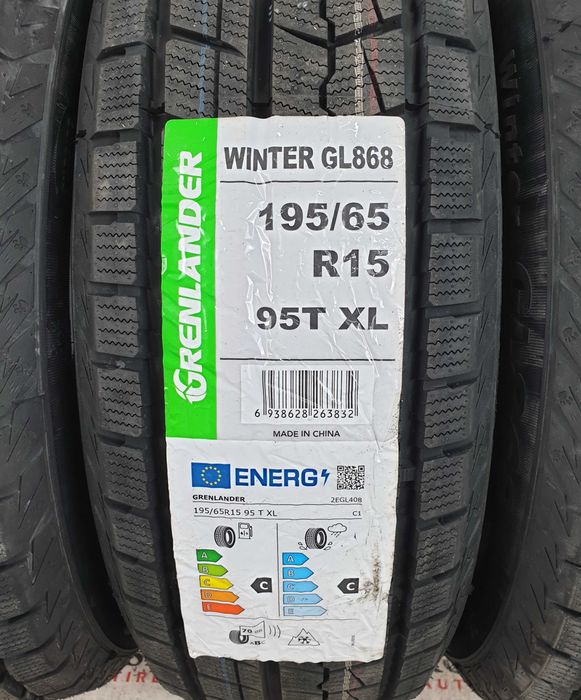 GRENLANDER
WINTER GL868
195/65
R15
95T XL
6 938628 263832
MADE IN CHINA
ENERG
GRENLANDER 2EGL408
195/65R15 95 T XL C1
A A
B B
C C C C
D D
E E
70 dB
ABC